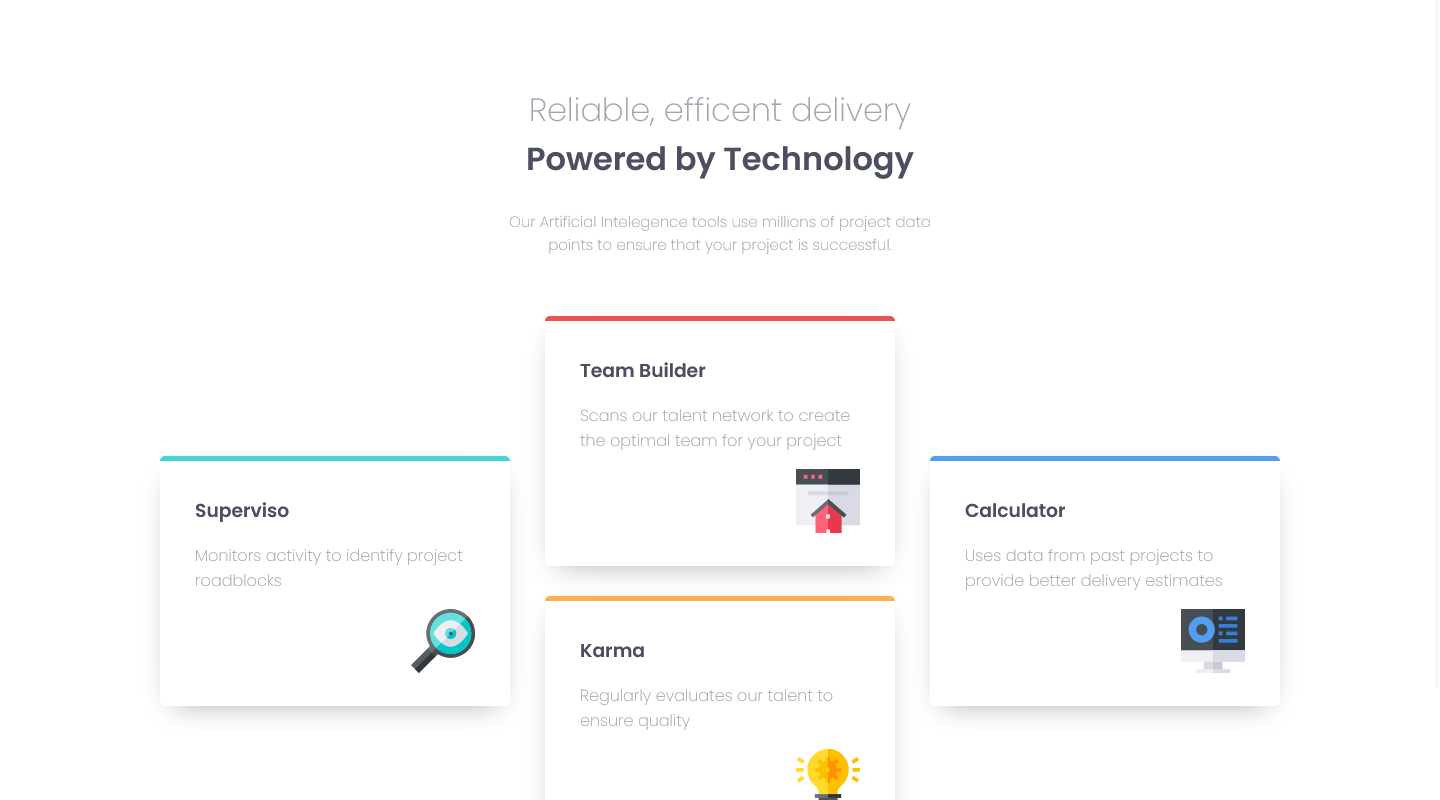 Reliable, efficent delivery
Powered by Technology
Our Artificial Intelegence tools use millions of project data
points to ensure that your project is successful.
Team Builder
Scans our talent network to create
the optimal team for your project
Superviso
Monitors activity to identify project
roadblocks
Calculator
Uses data from past projects to
provide better delivery estimates
Karma
Regularly evaluates our talent to
ensure quality